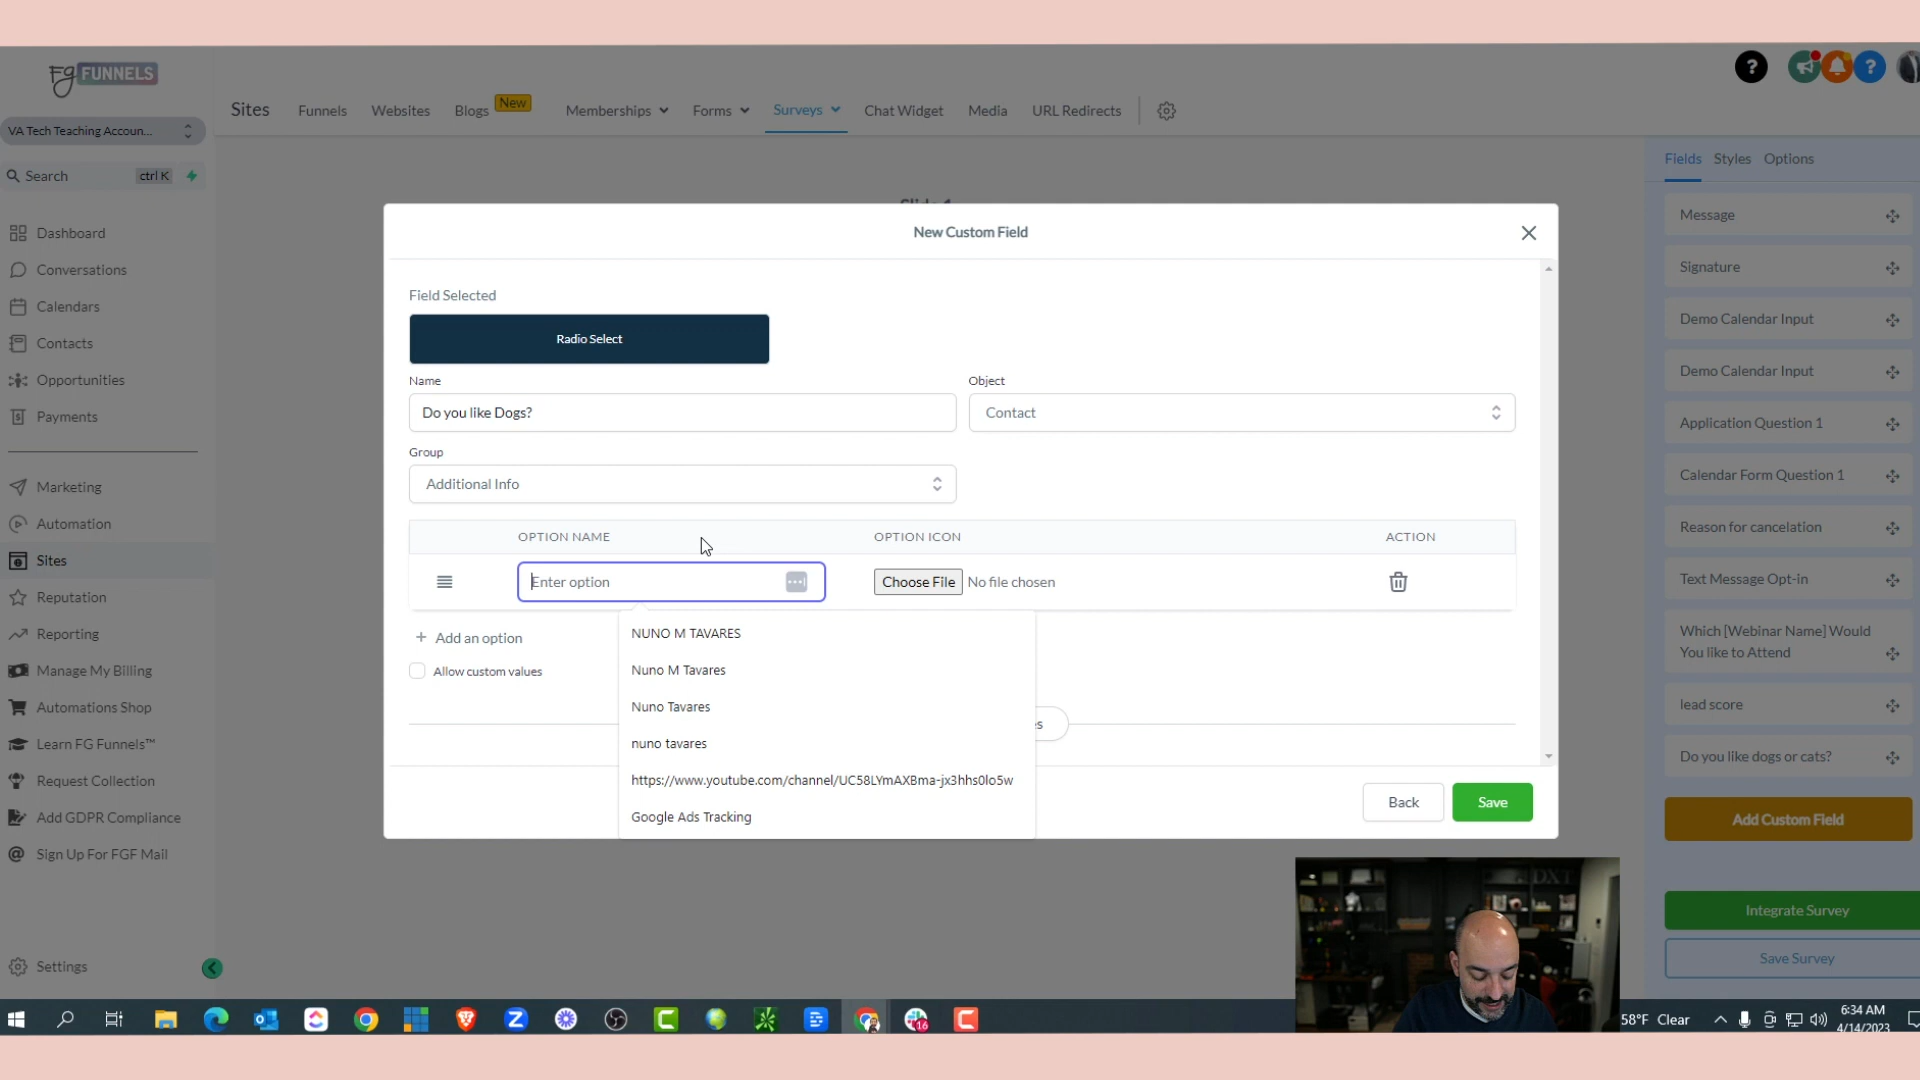 Fg FUNNELS
VA Tech Teaching Accoun...
Search ctrl K
Dashboard
Conversations
Calendars
Contacts
Opportunities
Payments
Marketing
Automation
Sites
Reputation
Reporting
Manage My Billing
Automations Shop
Learn FG Funnels™
Request Collection
Add GDPR Compliance
Sign Up For FGF Mail
Settings
Sites Funnels Websites Blogs New Memberships Forms Surveys Chat Widget Media URL Redirects
New Custom Field
Field Selected
Radio Select
Name
Do you like Dogs?
Object
Contact
Group
Additional Info
OPTION NAME OPTION ICON ACTION
Enter option Choose File No file chosen
+ Add an option
Allow custom values
NUNO M TAVARES
Nuno M Tavares
Nuno Tavares
nuno tavares
https://www.youtube.com/channel/UC58LYmAXBma-jx3hhs0lo5w
Google Ads Tracking
Back Save
Fields Styles Options
Message
Signature
Demo Calendar Input
Demo Calendar Input
Application Question 1
Calendar Form Question 1
Reason for cancelation
Text Message Opt-in
Which [Webinar Name] Would
You like to Attend
lead score
Do you like dogs or cats?
Add Custom Field
Integrate Survey
Save Survey
16
58°F Clear
6:34 AM
4/14/2023